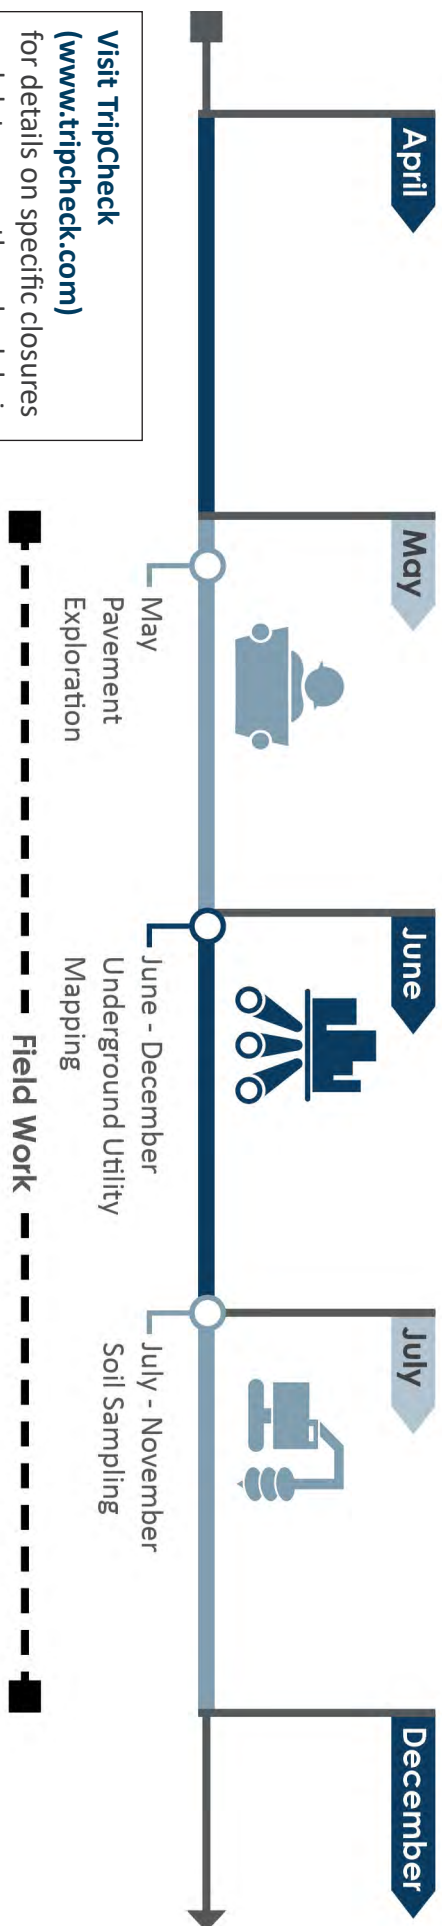 April
May
June
July
December
May
Pavement
Exploration
June - December
Underground Utility
Mapping
July - November
Soil Sampling
Field Work
Visit TripCheck
(www.tripcheck.com)
for details on specific closures